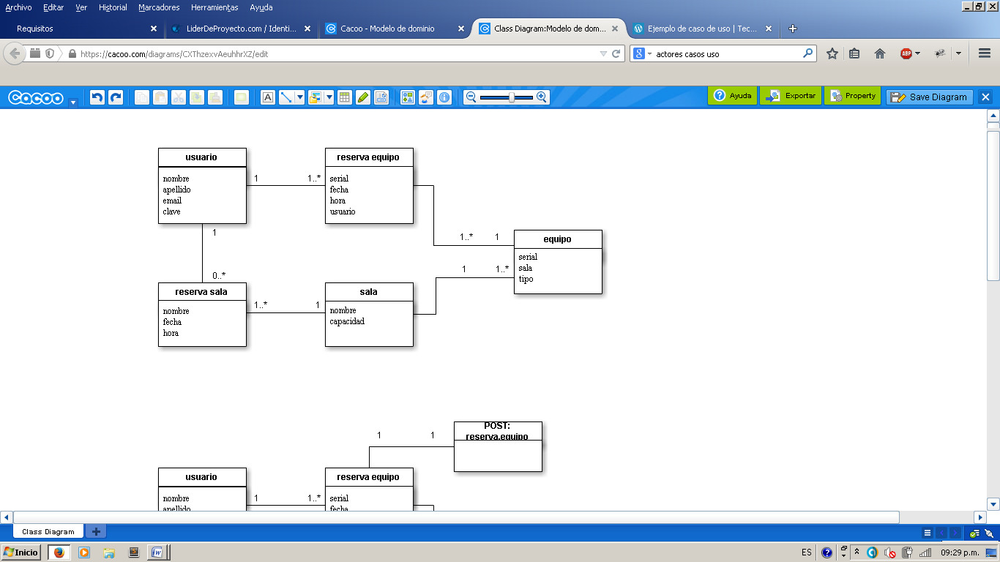 Archivo Editar Ver Historial Marcadores Herramientas Ayuda
Requisitos
LiderDeProyecto.com / Identi...
Cacoo - Modelo de dominio
Class Diagram:Modelo de dom...
Ejemplo de caso de uso | Tec...
https://cacoo.com/diagrams/CXThzexvAeuhhrXZ/edit
actores casos uso
ABP
Cacoo
Ayuda
Exportar
Property
Save Diagram
usuario
nombre
apellido
email
clave
1
1..*
reserva equipo
serial
fecha
hora
usuario
1..*
1
equipo
serial
sala
tipo
1
0..*
reserva sala
nombre
fecha
hora
1..*
1
sala
nombre
capacidad
1
1..*
POST:
reserva.equipo
1
1
usuario
nombre
apellido
1
1..*
reserva equipo
serial
fecha
Class Diagram
Inicio
ES
09:29 p.m.